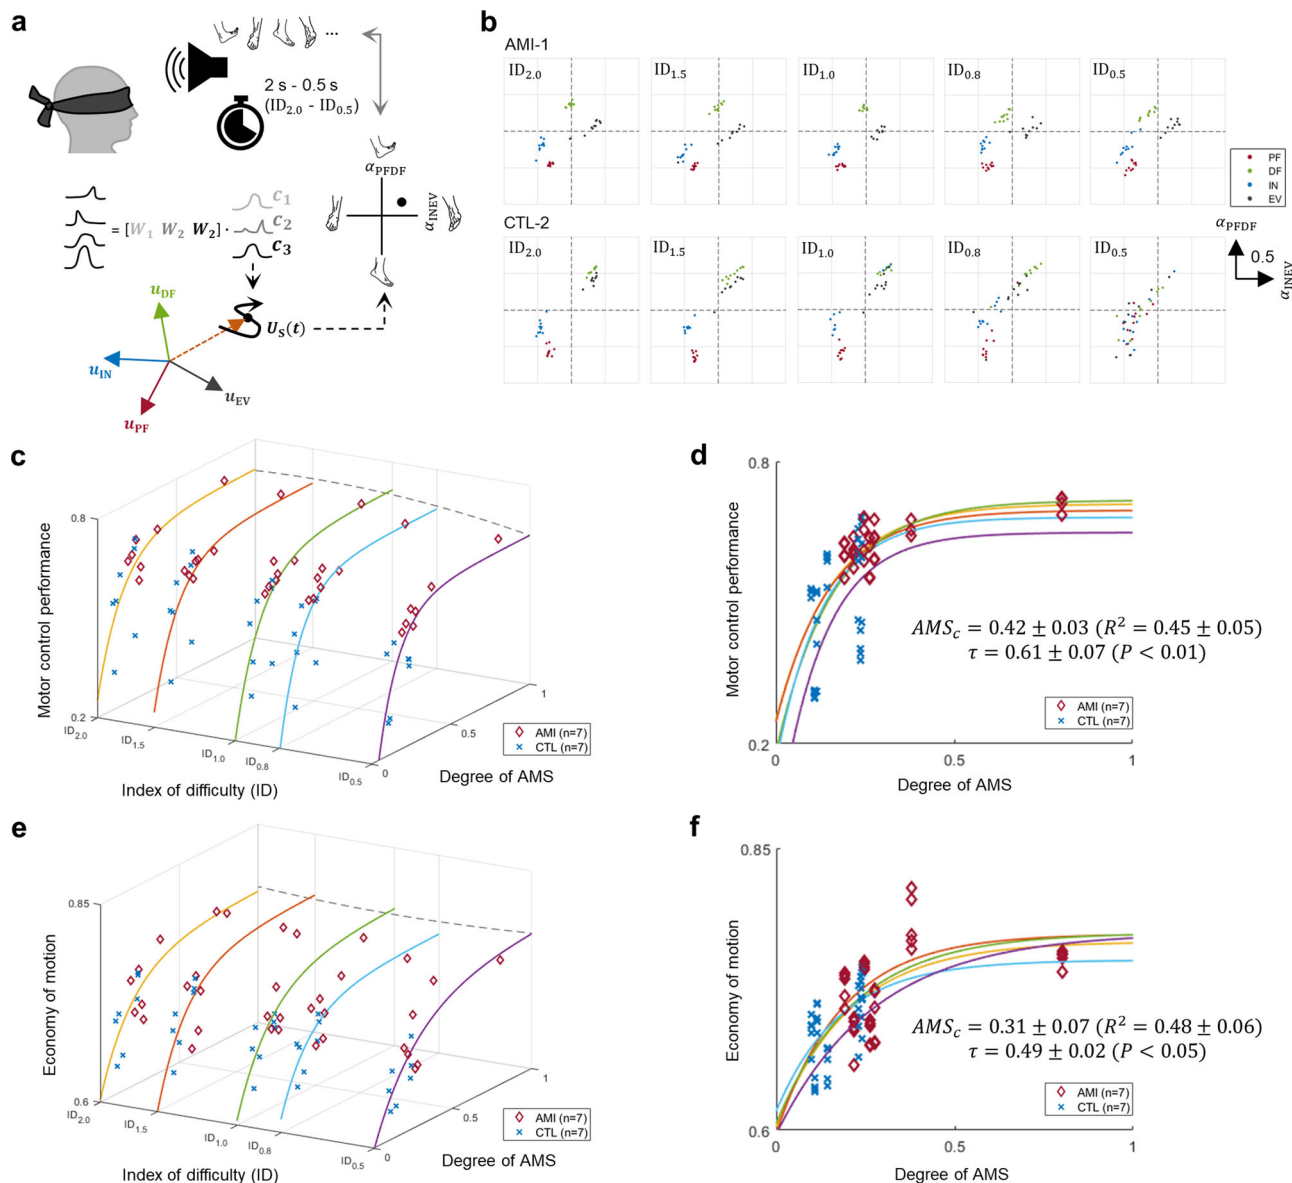 a
...
2 s - 0.5 s
(ID2.0 - ID0.5)
αPFDF
αINEV
= [W1 W2 W2] ·
c1
c2
c3
uDF
uIN
uPF
uEV
US(t)
b
AMI-1
ID2.0
ID1.5
ID1.0
ID0.8
ID0.5
PF
DF
IN
EV
CTL-2
ID2.0
ID1.5
ID1.0
ID0.8
ID0.5
αPFDF
0.5
αINEV
c
Motor control performance
0.8
0.2
ID2.0
ID1.5
ID1.0
ID0.8
ID0.5
0
0.5
1
Index of difficulty (ID)
Degree of AMS
AMI (n=7)
CTL (n=7)
d
Motor control performance
0.8
0.2
0
0.5
1
Degree of AMS
AMSc = 0.42 ± 0.03 (R² = 0.45 ± 0.05)
τ = 0.61 ± 0.07 (P < 0.01)
AMI (n=7)
CTL (n=7)
e
Economy of motion
0.85
0.6
ID2.0
ID1.5
ID1.0
ID0.8
ID0.5
0
0.5
1
Index of difficulty (ID)
Degree of AMS
AMI (n=7)
CTL (n=7)
f
Economy of motion
0.85
0.6
0
0.5
1
Degree of AMS
AMSc = 0.31 ± 0.07 (R² = 0.48 ± 0.06)
τ = 0.49 ± 0.02 (P < 0.05)
AMI (n=7)
CTL (n=7)